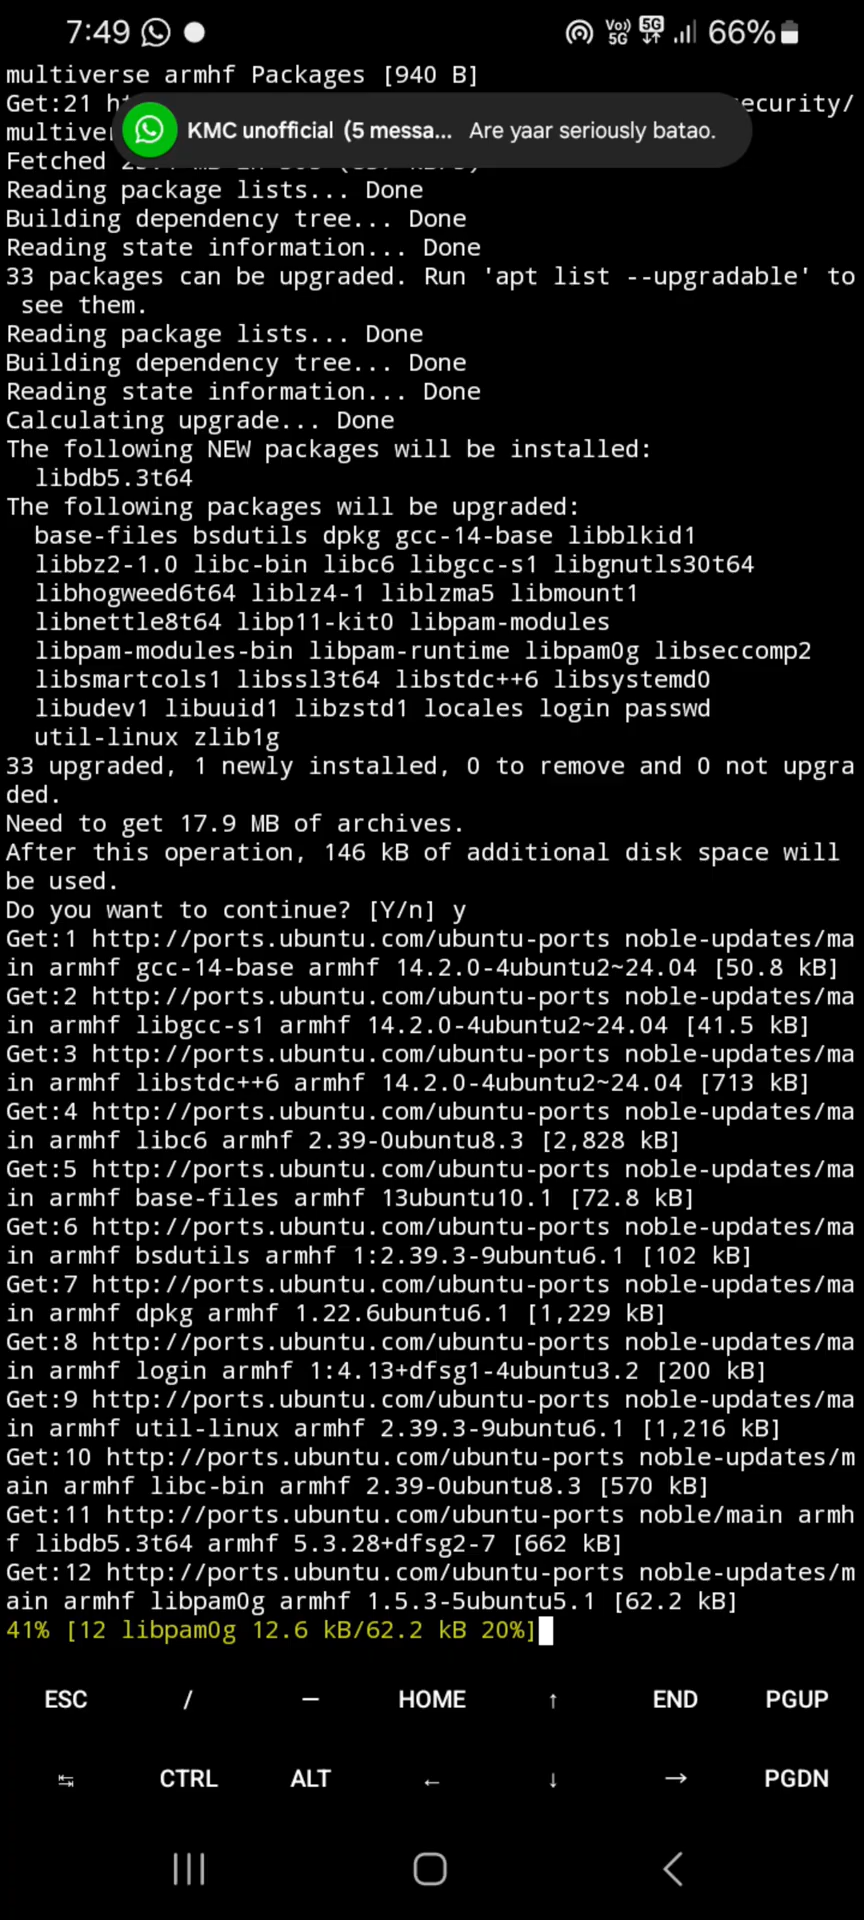 7:49
Vo)) 5G 5G 66%
multiverse armhf Packages [940 B]
Get:21 ecurity/
KMC unofficial (5 messa... Are yaar seriously batao.
Fetched
Reading package lists... Done
Building dependency tree... Done
Reading state information... Done
33 packages can be upgraded. Run 'apt list --upgradable' to
see them.
Reading package lists... Done
Building dependency tree... Done
Reading state information... Done
Calculating upgrade... Done
The following NEW packages will be installed:
libdb5.3t64
The following packages will be upgraded:
base-files bsdutils dpkg gcc-14-base libblkid1
libbz2-1.0 libc-bin libc6 libgcc-s1 libgnutls30t64
libhogweed6t64 liblz4-1 liblzma5 libmount1
libnettle8t64 libp11-kit0 libpam-modules
libpam-modules-bin libpam-runtime libpam0g libseccomp2
libsmartcols1 libssl3t64 libstdc++6 libsystemd0
libudev1 libuuid1 libzstd1 locales login passwd
util-linux zlib1g
33 upgraded, 1 newly installed, 0 to remove and 0 not upgra
ded.
Need to get 17.9 MB of archives.
After this operation, 146 kB of additional disk space will
be used.
Do you want to continue? [Y/n] y
Get:1 http://ports.ubuntu.com/ubuntu-ports noble-updates/ma
in armhf gcc-14-base armhf 14.2.0-4ubuntu2~24.04 [50.8 kB]
Get:2 http://ports.ubuntu.com/ubuntu-ports noble-updates/ma
in armhf libgcc-s1 armhf 14.2.0-4ubuntu2~24.04 [41.5 kB]
Get:3 http://ports.ubuntu.com/ubuntu-ports noble-updates/ma
in armhf libstdc++6 armhf 14.2.0-4ubuntu2~24.04 [713 kB]
Get:4 http://ports.ubuntu.com/ubuntu-ports noble-updates/ma
in armhf libc6 armhf 2.39-0ubuntu8.3 [2,828 kB]
Get:5 http://ports.ubuntu.com/ubuntu-ports noble-updates/ma
in armhf base-files armhf 13ubuntu10.1 [72.8 kB]
Get:6 http://ports.ubuntu.com/ubuntu-ports noble-updates/ma
in armhf bsdutils armhf 1:2.39.3-9ubuntu6.1 [102 kB]
Get:7 http://ports.ubuntu.com/ubuntu-ports noble-updates/ma
in armhf dpkg armhf 1.22.6ubuntu6.1 [1,229 kB]
Get:8 http://ports.ubuntu.com/ubuntu-ports noble-updates/ma
in armhf login armhf 1:4.13+dfsg1-4ubuntu3.2 [200 kB]
Get:9 http://ports.ubuntu.com/ubuntu-ports noble-updates/ma
in armhf util-linux armhf 2.39.3-9ubuntu6.1 [1,216 kB]
Get:10 http://ports.ubuntu.com/ubuntu-ports noble-updates/m
ain armhf libc-bin armhf 2.39-0ubuntu8.3 [570 kB]
Get:11 http://ports.ubuntu.com/ubuntu-ports noble/main armh
f libdb5.3t64 armhf 5.3.28+dfsg2-7 [662 kB]
Get:12 http://ports.ubuntu.com/ubuntu-ports noble-updates/m
ain armhf libpam0g armhf 1.5.3-5ubuntu5.1 [62.2 kB]
41% [12 libpam0g 12.6 kB/62.2 kB 20%]
ESC / — HOME ↑ END PGUP
⇆ CTRL ALT ← ↓ → PGDN